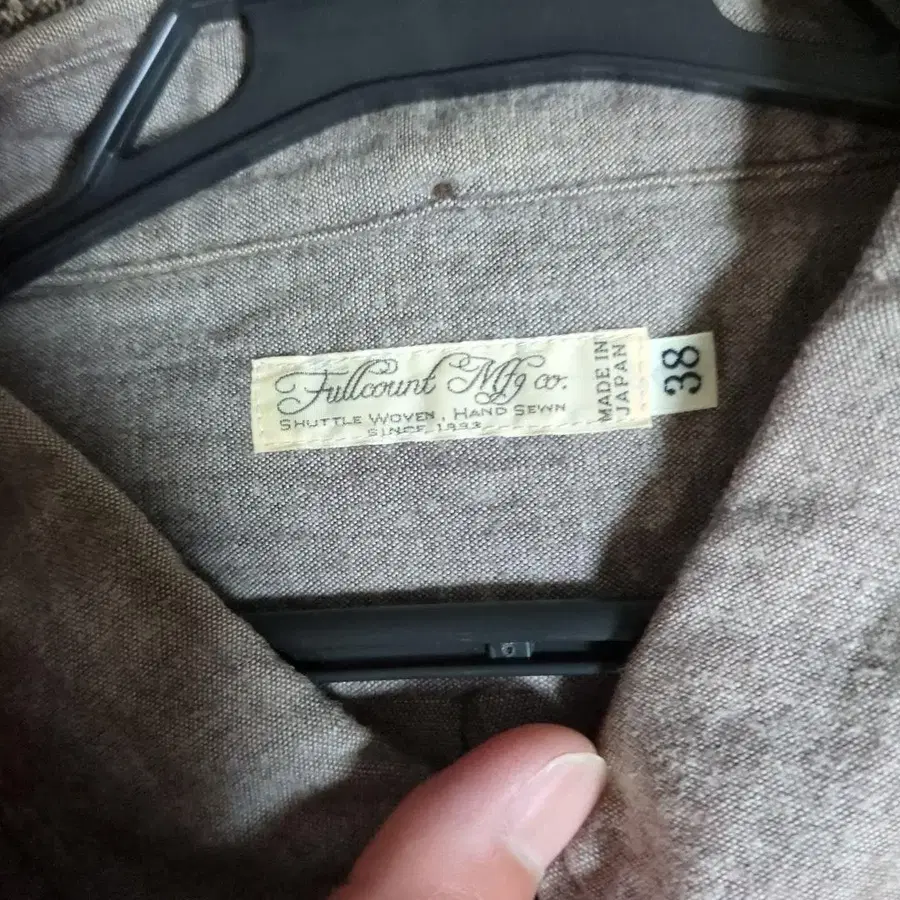 Fullcount Mfg co.
SHUTTLE WOVEN, HAND SEWN
SINCE 1993
MADE IN
JAPAN
38